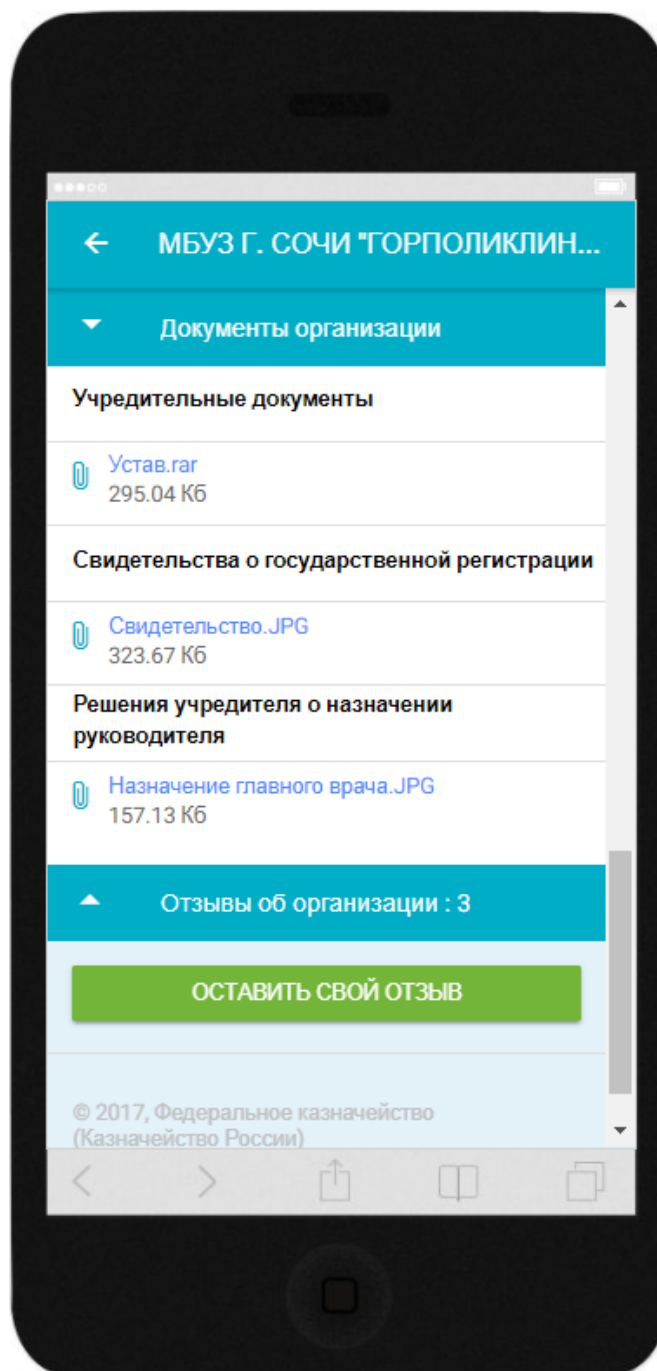 МБУЗ Г. СОЧИ "ГОРПОЛИКЛИН...
Документы организации
Учредительные документы
Устав.rar
295.04 Кб
Свидетельства о государственной регистрации
Свидетельство.JPG
323.67 Кб
Решения учредителя о назначении
руководителя
Назначение главного врача.JPG
157.13 Кб
Отзывы об организации : 3
ОСТАВИТЬ СВОЙ ОТЗЫВ
© 2017, Федеральное казначейство
(Казначейство России)